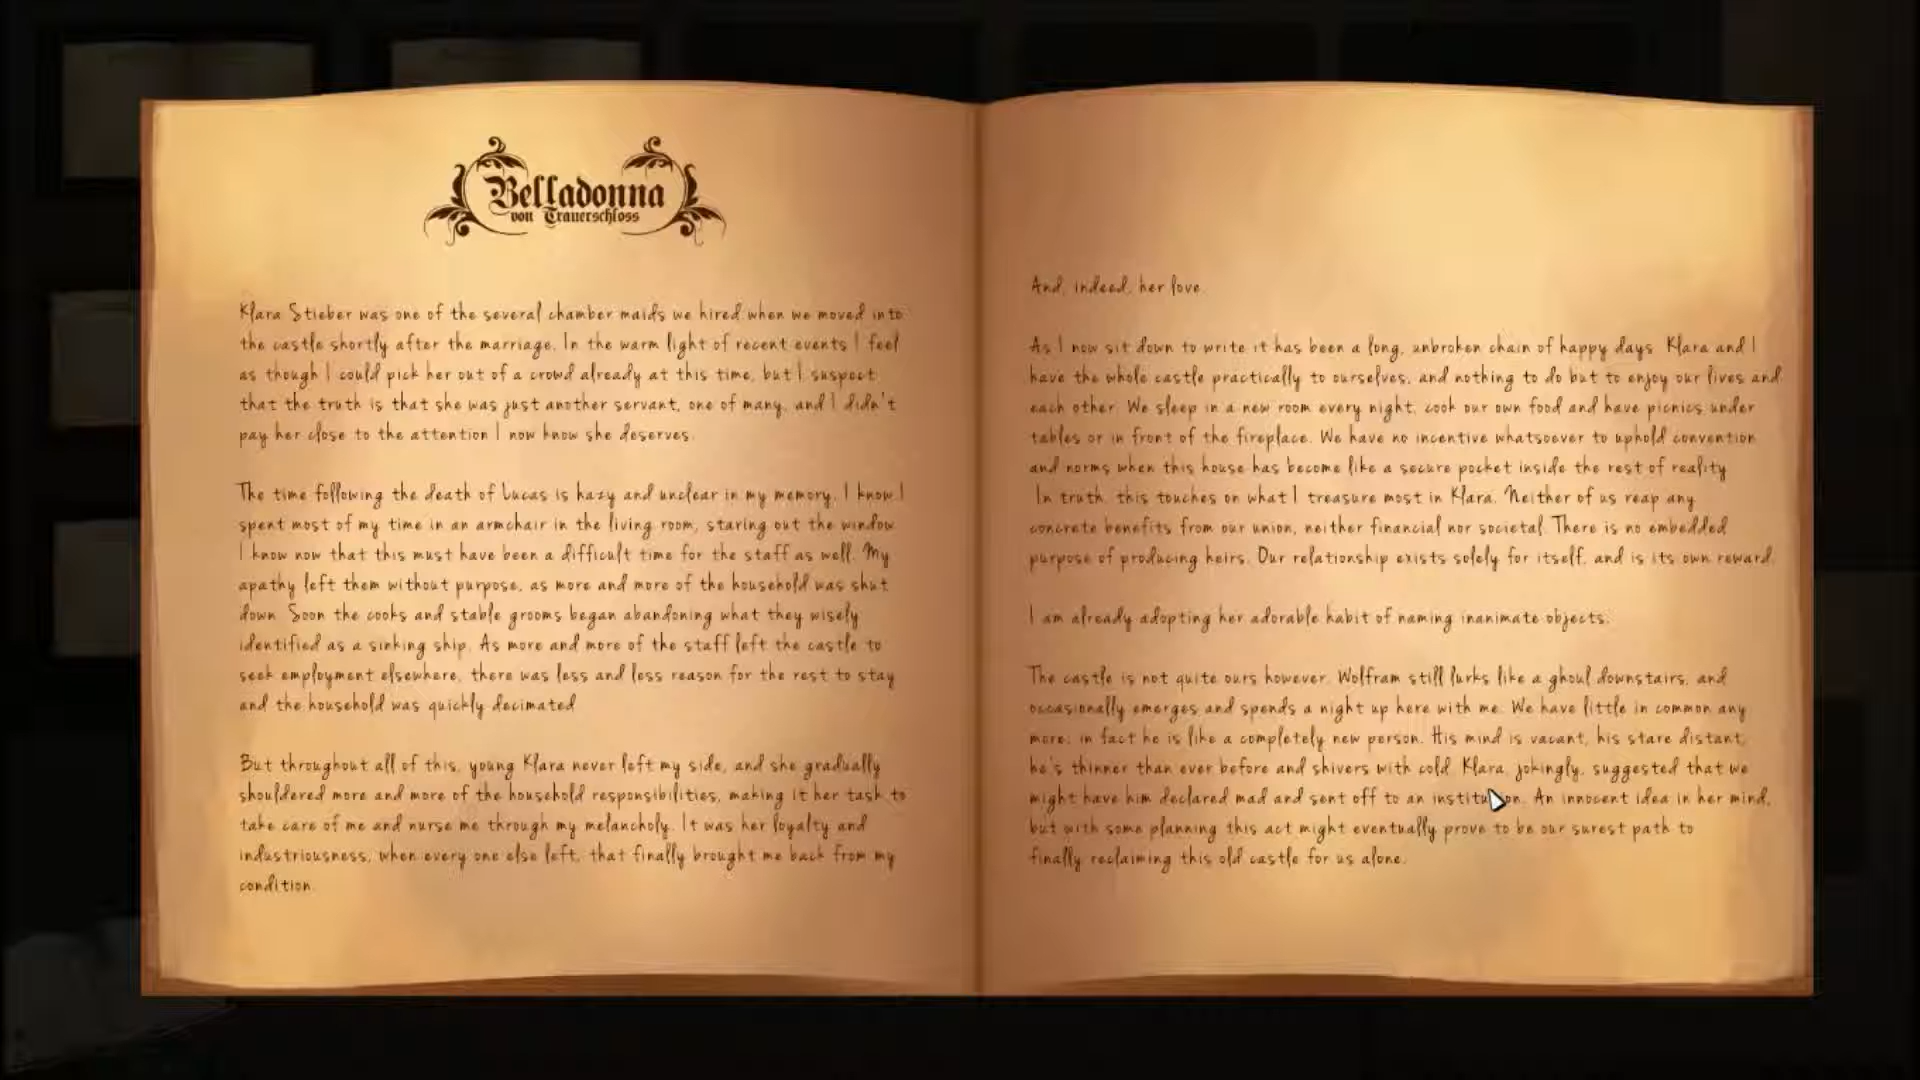 Belladonna
von Trauerschloss
Klara Stieber was one of the several chamber maids we hired when we moved into
the castle shortly after the marriage. In the warm light of recent events I feel
as though I could pick her out of a crowd already at this time, but I suspect
that the truth is that she was just another servant, one of many, and I didn't
pay her close to the attention I now know she deserves.
The time following the death of Lucas is hazy and unclear in my memory. I know I
spent most of my time in an armchair in the living room, staring out the window.
I know now that this must have been a difficult time for the staff as well. My
apathy left them without purpose, as more and more of the household was shut
down. Soon the cooks and stable grooms began abandoning what they wisely
identified as a sinking ship. As more and more of the staff left the castle to
seek employment elsewhere, there was less and less reason for the rest to stay
and the household was quickly decimated.
But throughout all of this, young Klara never left my side, and she gradually
shouldered more and more of the household responsibilities, making it her task to
take care of me and nurse me through my melancholy. It was her loyalty and
industriousness, when every one else left, that finally brought me back from my
condition.
And, indeed, her love.
As I now sit down to write it has been a long, unbroken chain of happy days. Klara and I
have the whole castle practically to ourselves, and nothing to do but to enjoy our lives and
each other. We sleep in a new room every night, cook our own food and have picnics under
tables or in front of the fireplace. We have no incentive whatsoever to uphold convention
and norms when this house has become like a secure pocket inside the rest of reality.
In truth, this touches on what I treasure most in Klara. Neither of us reap any
concrete benefits from our union, neither financial nor societal. There is no embedded
purpose of producing heirs. Our relationship exists solely for itself, and is its own reward.
I am already adopting her adorable habit of naming inanimate objects.
The castle is not quite ours however. Wolfram still lurks like a ghoul downstairs, and
occasionally emerges and spends a night up here with me. We have little in common any
more; in fact he is like a completely new person. His mind is vacant, his stare distant,
he's thinner than ever before and shivers with cold. Klara, jokingly, suggested that we
might have him declared mad and sent off to an institution. An innocent idea in her mind,
but with some planning this act might eventually prove to be our surest path to
finally reclaiming this old castle for us alone.